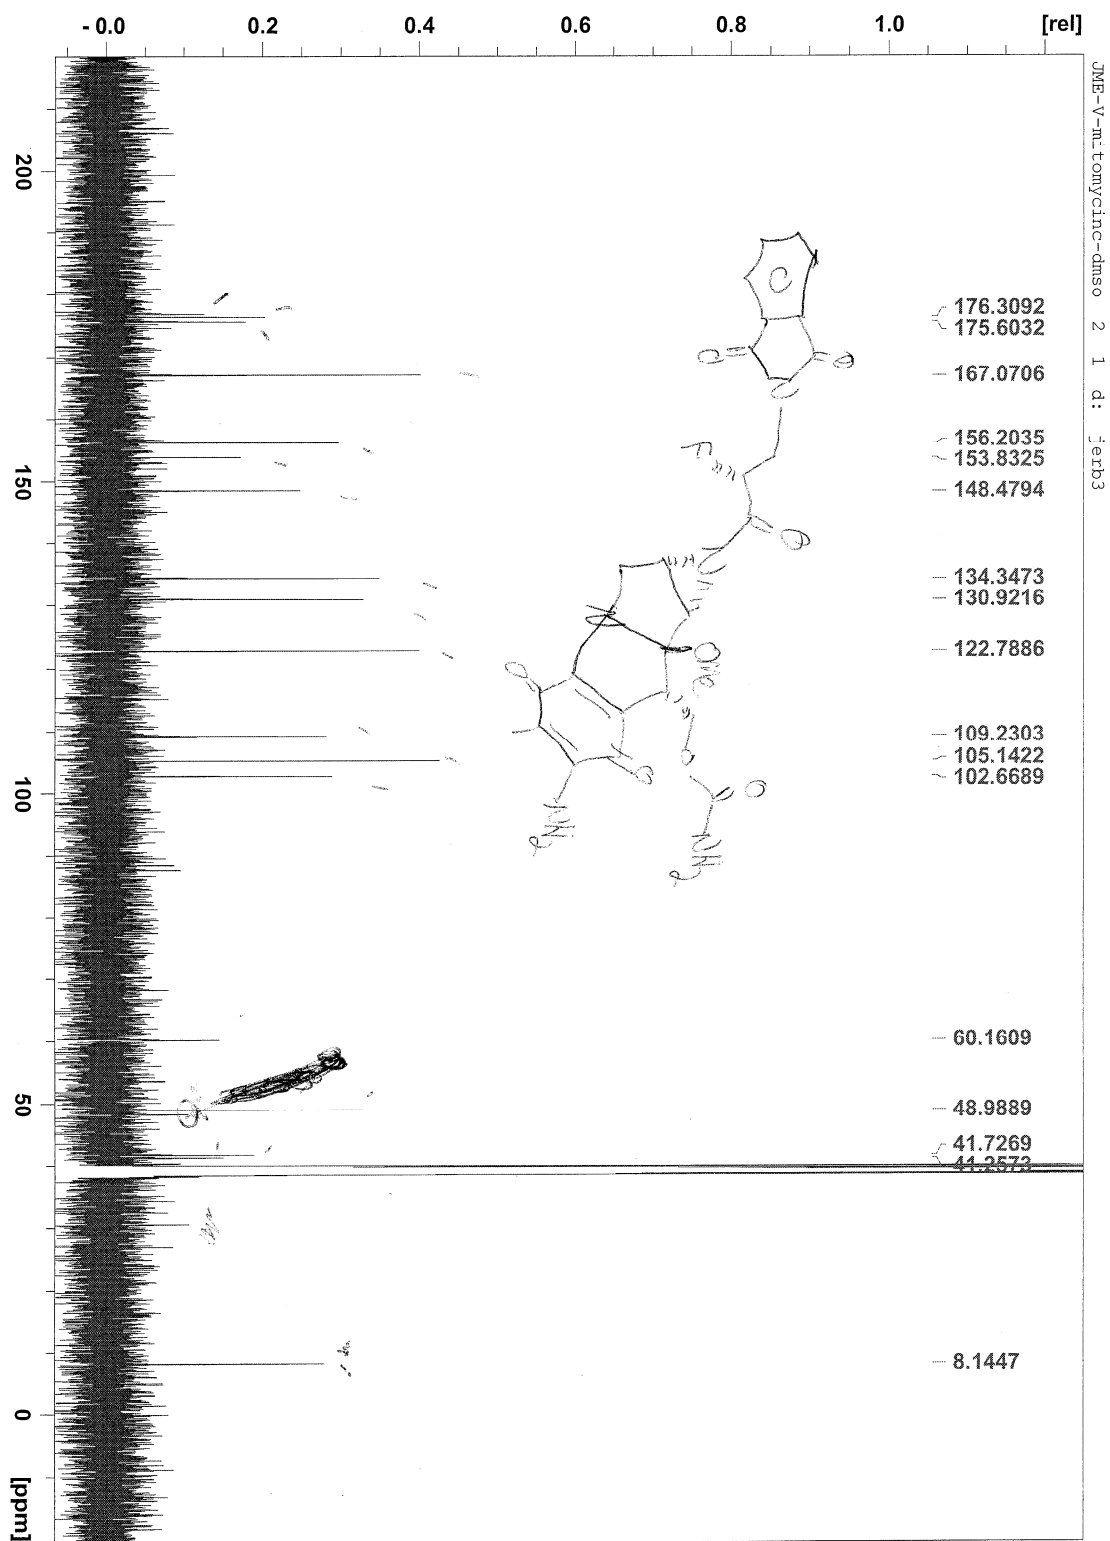 - 0.0 0.2 0.4 0.6 0.8 1.0 [rel]
JME-V-mitomycinc-dmso 2 1 d: jerb3
200
150
100
50
0
[ppm]
176.3092
175.6032
167.0706
156.2035
153.8325
148.4794
134.3473
130.9216
122.7886
109.2303
105.1422
102.6689
60.1609
48.9889
41.7269
41.2573
8.1447
O
O
N
F
O
N
N
OMe
O
O
O
O
NH2
NH2